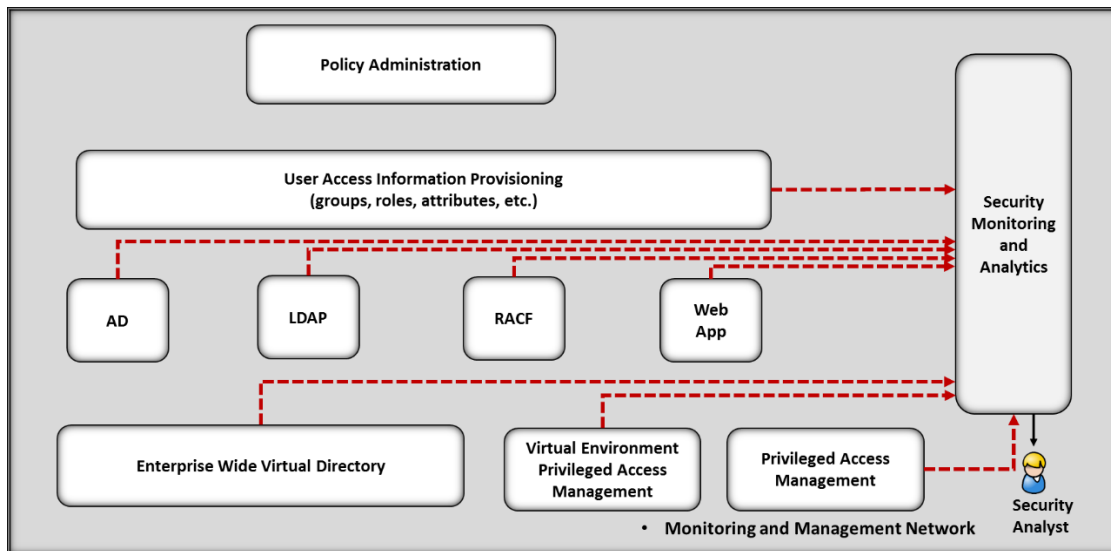 Policy Administration
User Access Information Provisioning
(groups, roles, attributes, etc.)
Security
Monitoring
and
Analytics
AD
LDAP
RACF
Web
App
Enterprise Wide Virtual Directory
Virtual Environment
Privileged Access
Management
Privileged Access
Management
Security
Analyst
• Monitoring and Management Network